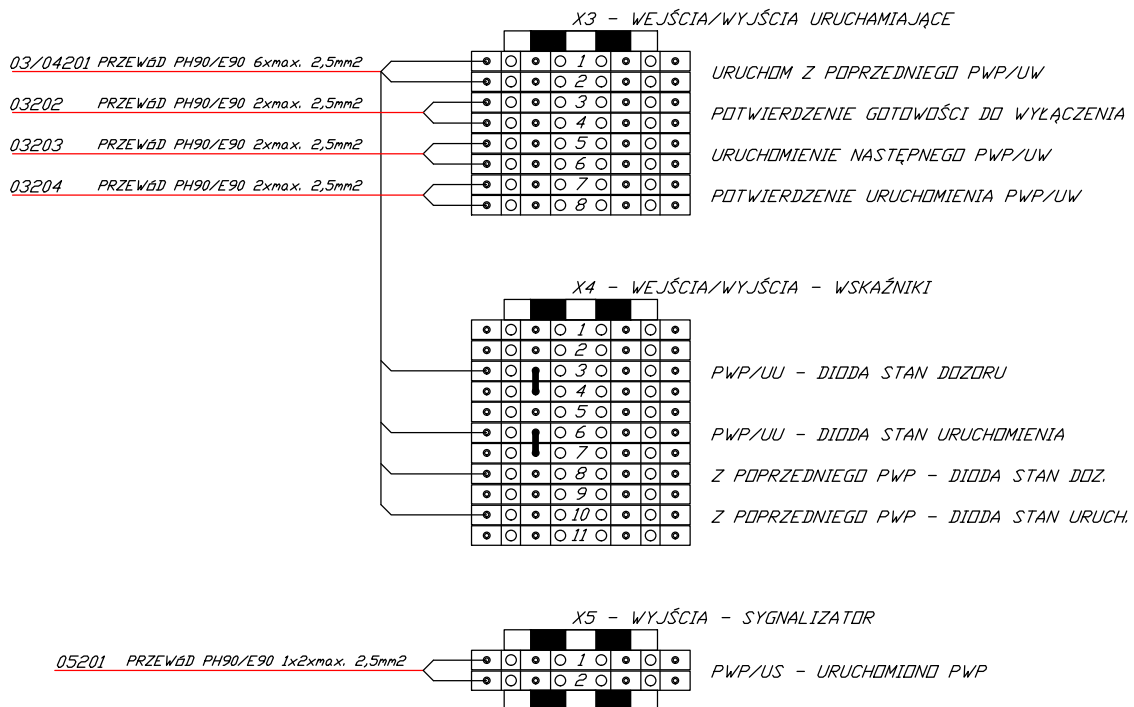 X3 - WEJŚCIA/WYJŚCIA URUCHAMIAJĄCE
03/04201 PRZEWÓD PH90/E90 6xmax. 2,5mm2
1
2
URUCHOM Z POPRZEDNIEGO PWP/UW
03202 PRZEWÓD PH90/E90 2xmax. 2,5mm2
3
4
POTWIERDZENIE GOTOWOŚCI DO WYŁĄCZENIA
03203 PRZEWÓD PH90/E90 2xmax. 2,5mm2
5
6
URUCHOMIENIE NASTĘPNEGO PWP/UW
03204 PRZEWÓD PH90/E90 2xmax. 2,5mm2
7
8
POTWIERDZENIE URUCHOMIENIA PWP/UW
X4 - WEJŚCIA/WYJŚCIA - WSKAŹNIKI
1
2
3 PWP/UU - DIODA STAN DOZORU
4
5
6 PWP/UU - DIODA STAN URUCHOMIENIA
7
8 Z POPRZEDNIEGO PWP - DIODA STAN DOZ.
9
10 Z POPRZEDNIEGO PWP - DIODA STAN URUCH.
11
X5 - WYJŚCIA - SYGNALIZATOR
05201 PRZEWÓD PH90/E90 1x2xmax. 2,5mm2
1
2
PWP/US - URUCHOMIONO PWP